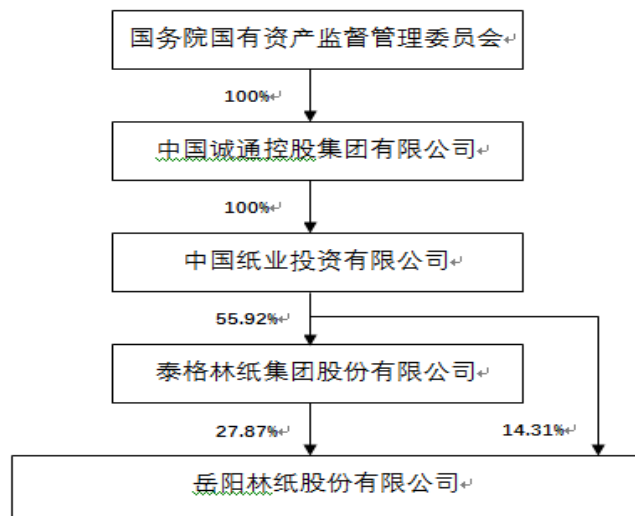 国务院国有资产监督管理委员会
100%
中国诚通控股集团有限公司
100%
中国纸业投资有限公司
55.92%
泰格林纸集团股份有限公司
27.87%
14.31%
岳阳林纸股份有限公司